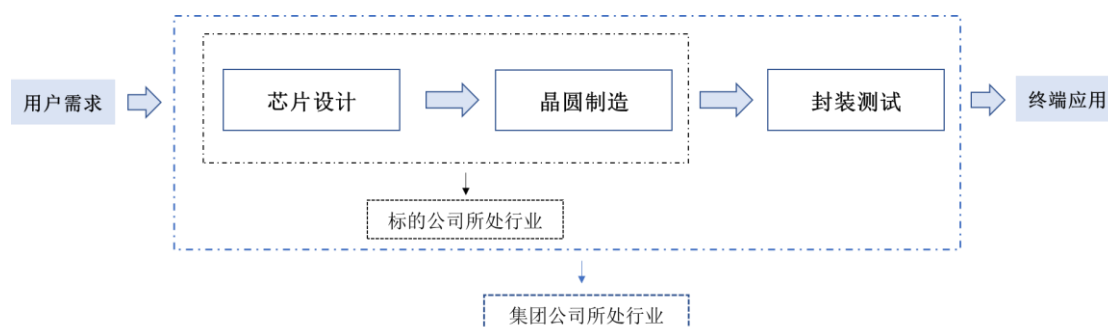 用户需求
芯片设计
晶圆制造
封装测试
终端应用
标的公司所处行业
集团公司所处行业